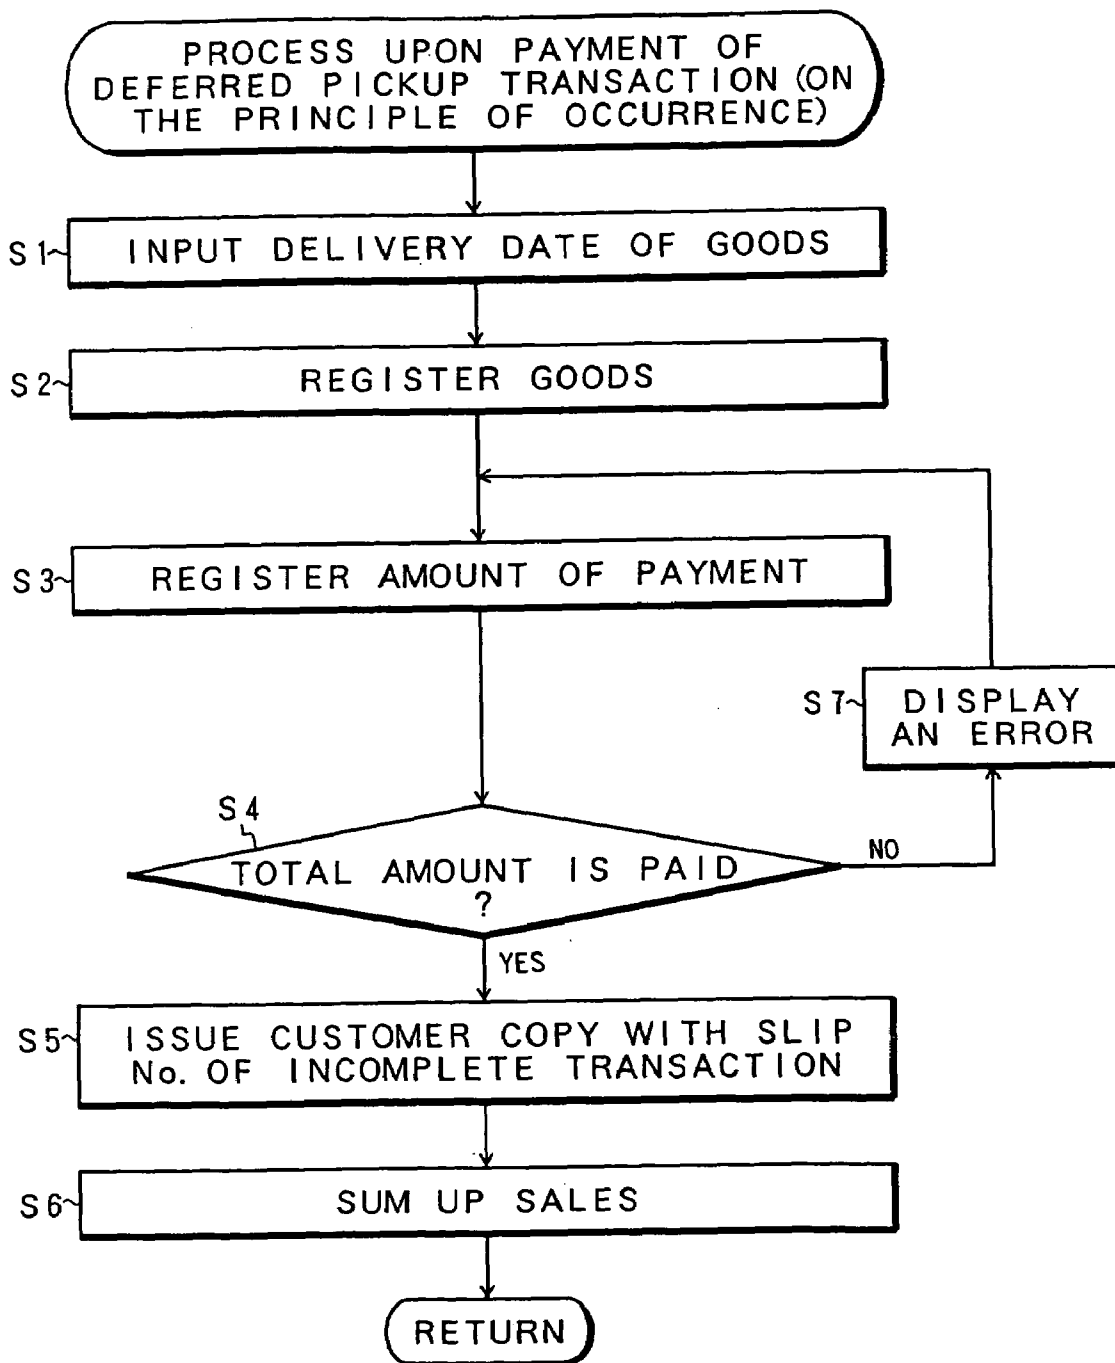 PROCESS UPON PAYMENT OF
DEFERRED PICKUP TRANSACTION (ON
THE PRINCIPLE OF OCCURRENCE)
S1
INPUT DELIVERY DATE OF GOODS
S2
REGISTER GOODS
S3
REGISTER AMOUNT OF PAYMENT
S7
DISPLAY
AN ERROR
S4
TOTAL AMOUNT IS PAID
?
NO
YES
S5
ISSUE CUSTOMER COPY WITH SLIP
No. OF INCOMPLETE TRANSACTION
S6
SUM UP SALES
RETURN